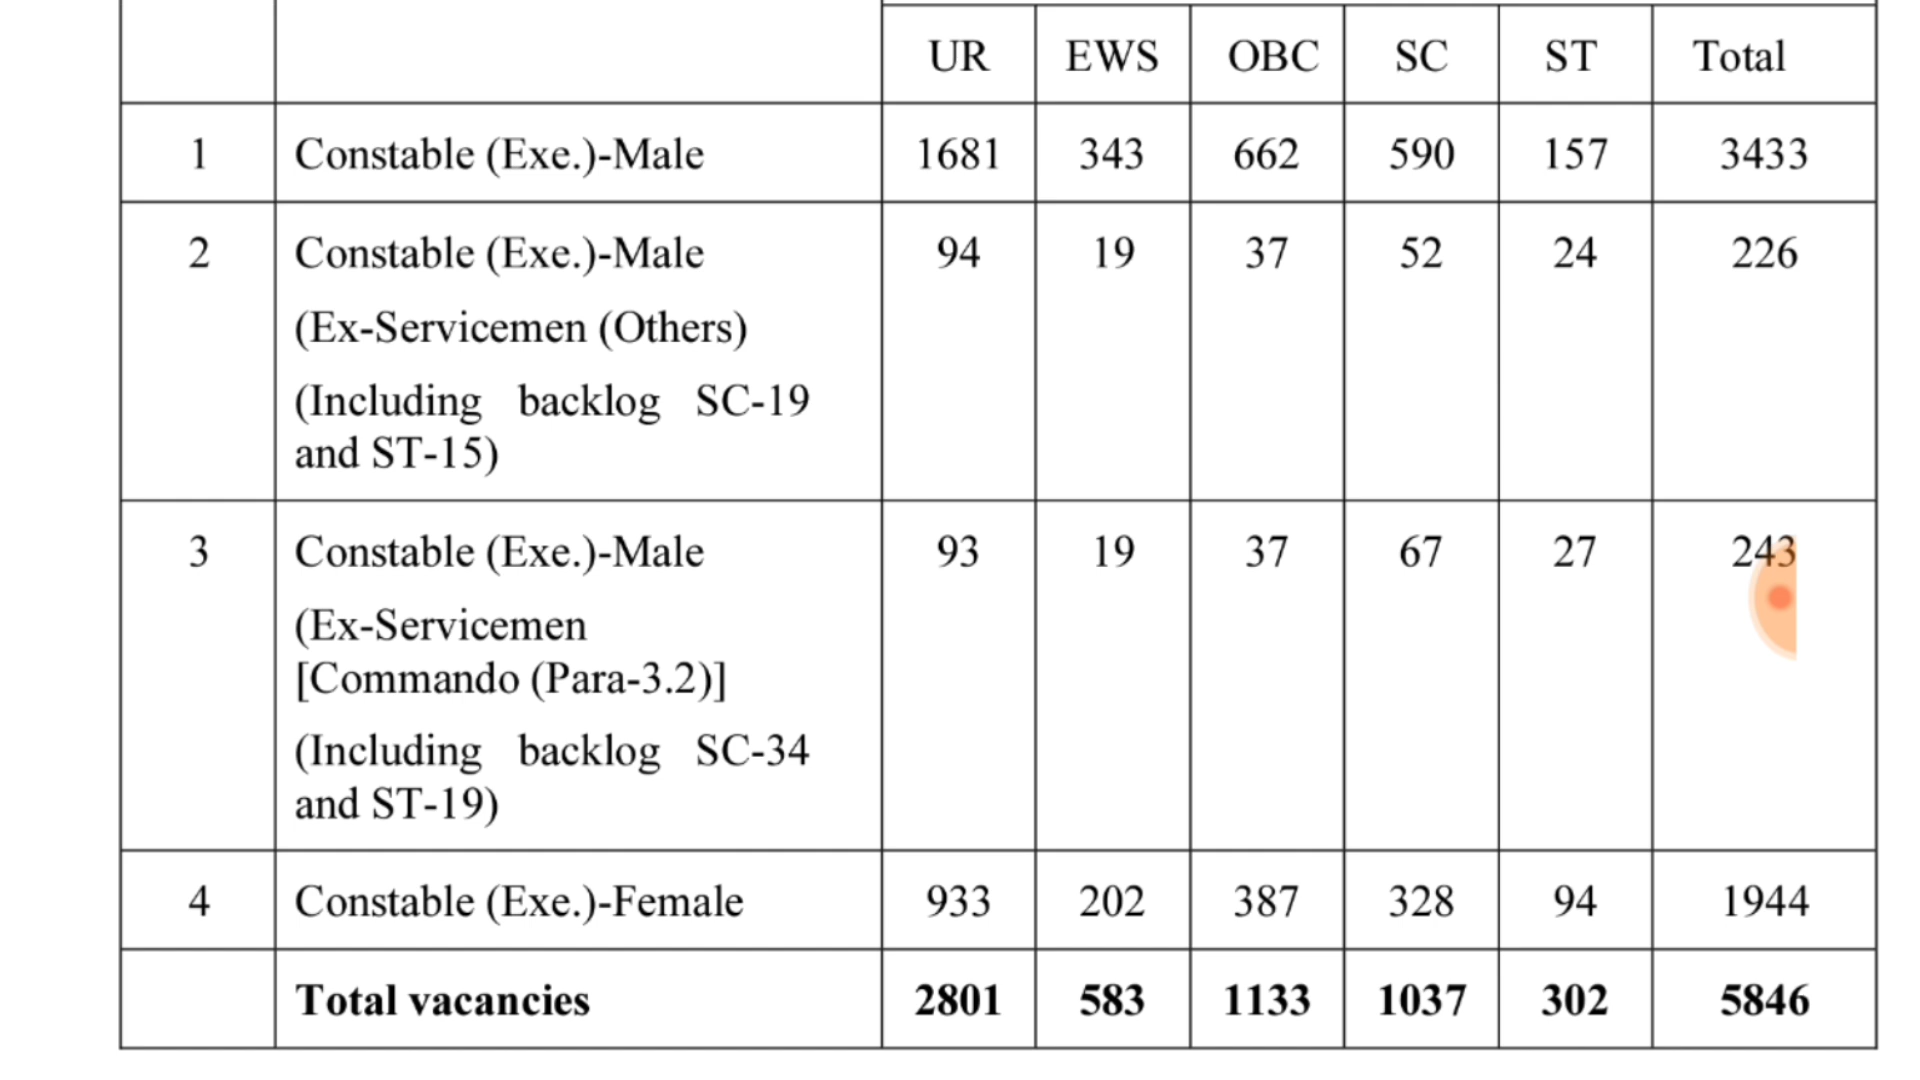 UR EWS OBC SC ST Total
1 Constable (Exe.)-Male 1681 343 662 590 157 3433
2 Constable (Exe.)-Male 94 19 37 52 24 226
(Ex-Servicemen (Others)
(Including backlog SC-19
and ST-15)
3 Constable (Exe.)-Male 93 19 37 67 27 243
(Ex-Servicemen
[Commando (Para-3.2)]
(Including backlog SC-34
and ST-19)
4 Constable (Exe.)-Female 933 202 387 328 94 1944
Total vacancies 2801 583 1133 1037 302 5846